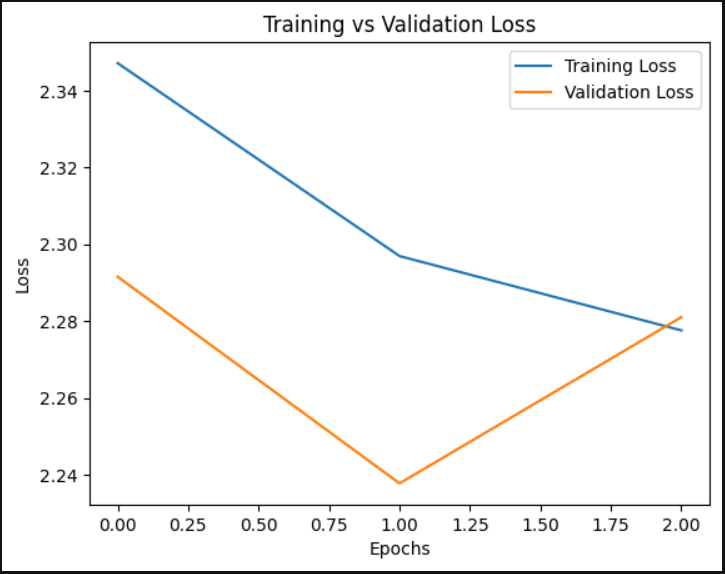 Training vs Validation Loss
Training Loss
Validation Loss
2.34
2.32
2.30
2.28
2.26
2.24
Loss
0.00 0.25 0.50 0.75 1.00 1.25 1.50 1.75 2.00
Epochs